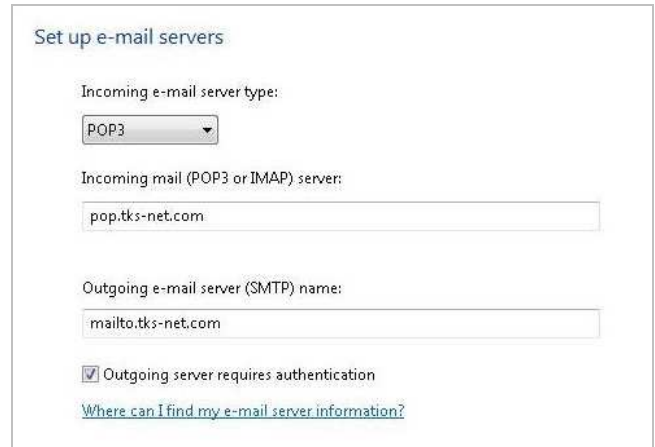 Set up e-mail servers
Incoming e-mail server type:
POP3
Incoming mail (POP3 or IMAP) server:
pop.tks-net.com
Outgoing e-mail server (SMTP) name:
mailto.tks-net.com
Outgoing server requires authentication
Where can I find my e-mail server information?